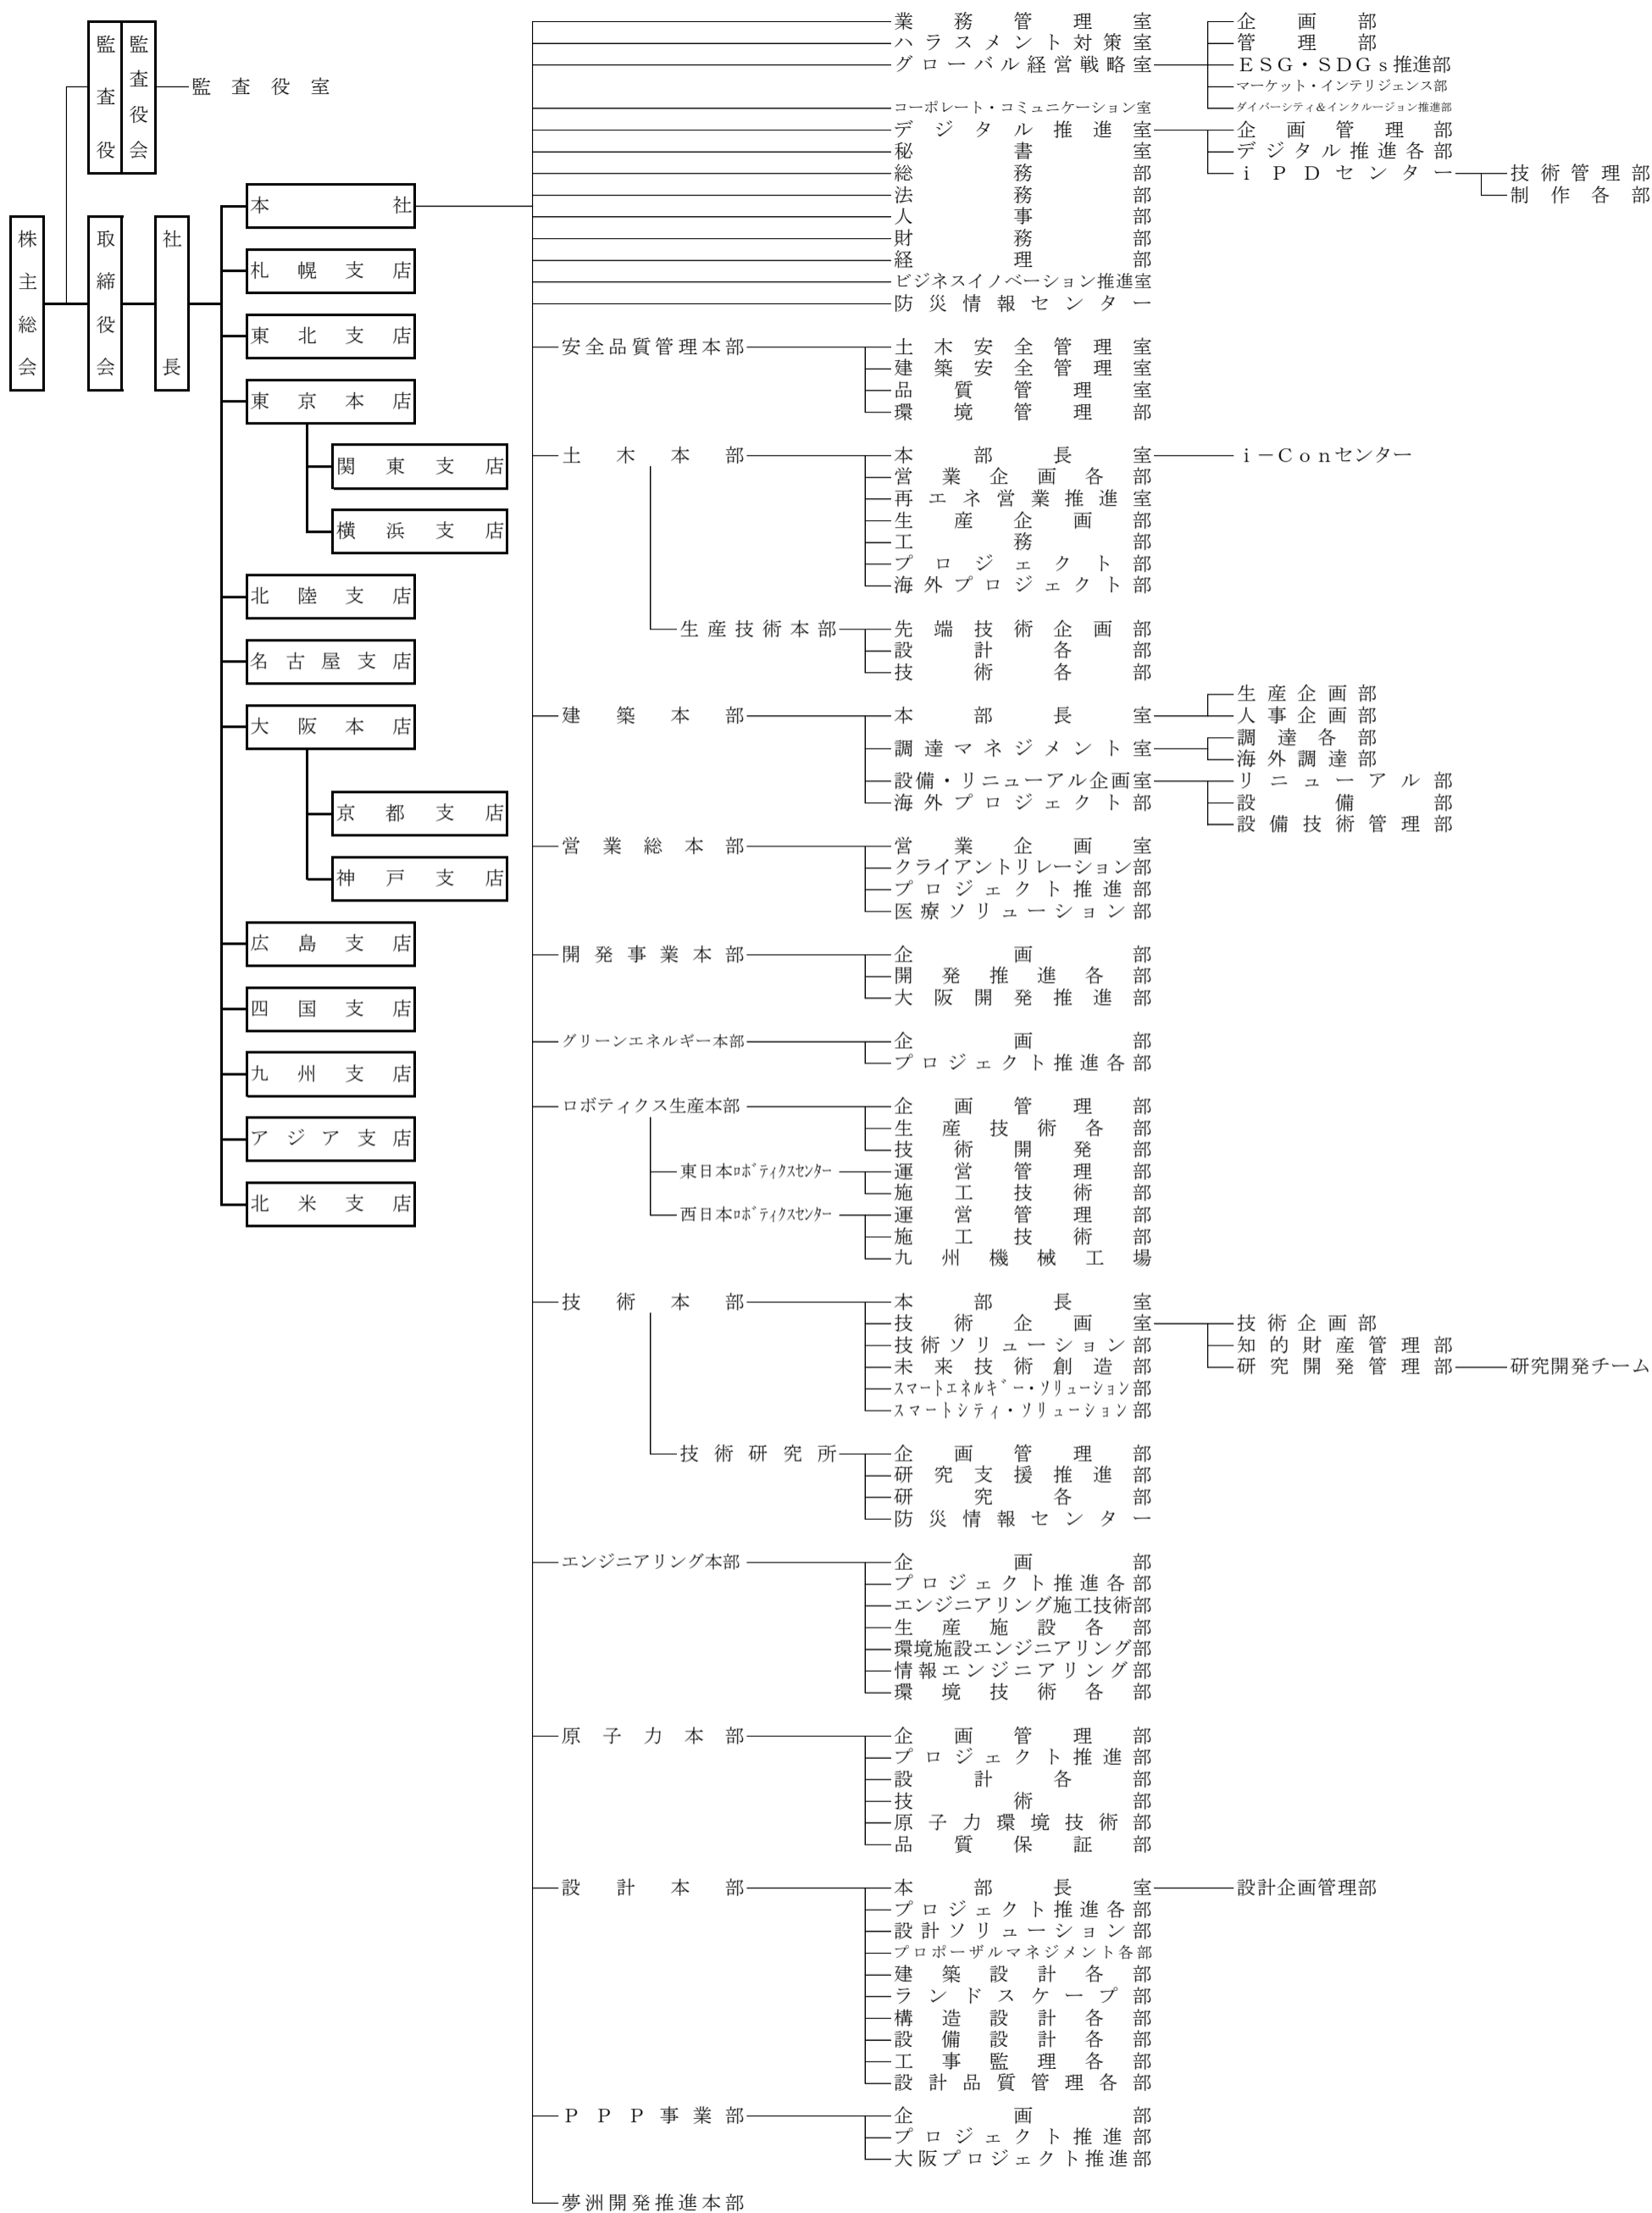 株主総会
監査役
監査役会
監査役室
取締役会
社長
本社
札幌支店
東北支店
東京本店
関東支店
横浜支店
北陸支店
名古屋支店
大阪本店
京都支店
神戸支店
広島支店
四国支店
九州支店
アジア支店
北米支店
業務管理室
ハラスメント対策室
グローバル経営戦略室
企画部
管理部
ESG・SDGs推進部
マーケット・インテリジェンス部
ダイバーシティ&インクルージョン推進部
コーポレート・コミュニケーション室
デジタル推進室
企画管理部
デジタル推進各部
iPDセンター
技術管理部
制作各部
秘書室
総務部
法務部
人事部
財務部
経理部
ビジネスイノベーション推進室
防災情報センター
安全品質管理本部
土木安全管理室
建築安全管理室
品質管理室
環境管理部
土木本部
本部長室
i-Conセンター
営業企画各部
再エネ営業推進室
生産企画部
工務部
プロジェクト部
海外プロジェクト部
生産技術本部
先端技術企画部
設計各部
技術各部
建築本部
本部長室
生産企画部
人事企画部
調達マネジメント室
調達各部
海外調達部
設備・リニューアル企画室
リニューアル部
設備部
設備技術管理部
海外プロジェクト部
営業総本部
営業企画室
クライアントリレーション部
プロジェクト推進部
医療ソリューション部
開発事業本部
企画部
開発推進各部
大阪開発推進部
グリーンエネルギー本部
企画部
プロジェクト推進各部
ロボティクス生産本部
企画管理部
生産技術各部
技術開発部
東日本ロボティクスセンター
運営管理部
施工技術部
西日本ロボティクスセンター
運営管理部
施工技術部
九州機械工場
技術本部
本部長室
技術企画室
技術企画部
知的財産管理部
研究開発管理部
研究開発チーム
技術ソリューション部
未来技術創造部
スマートエネルギー・ソリューション部
スマートシティ・ソリューション部
技術研究所
企画管理部
研究支援推進部
研究各部
防災情報センター
エンジニアリング本部
企画部
プロジェクト推進各部
エンジニアリング施工技術部
生産施設各部
環境施設エンジニアリング部
情報エンジニアリング部
環境技術各部
原子力本部
企画管理部
プロジェクト推進部
設計各部
技術部
原子力環境技術部
品質保証部
設計本部
本部長室
設計企画管理部
プロジェクト推進各部
設計ソリューション部
プロポーザルマネジメント各部
建築設計各部
ランドスケープ部
構造設計各部
設備設計各部
工事監理各部
設計品質管理各部
PPP事業部
企画部
プロジェクト推進部
大阪プロジェクト推進部
夢洲開発推進本部